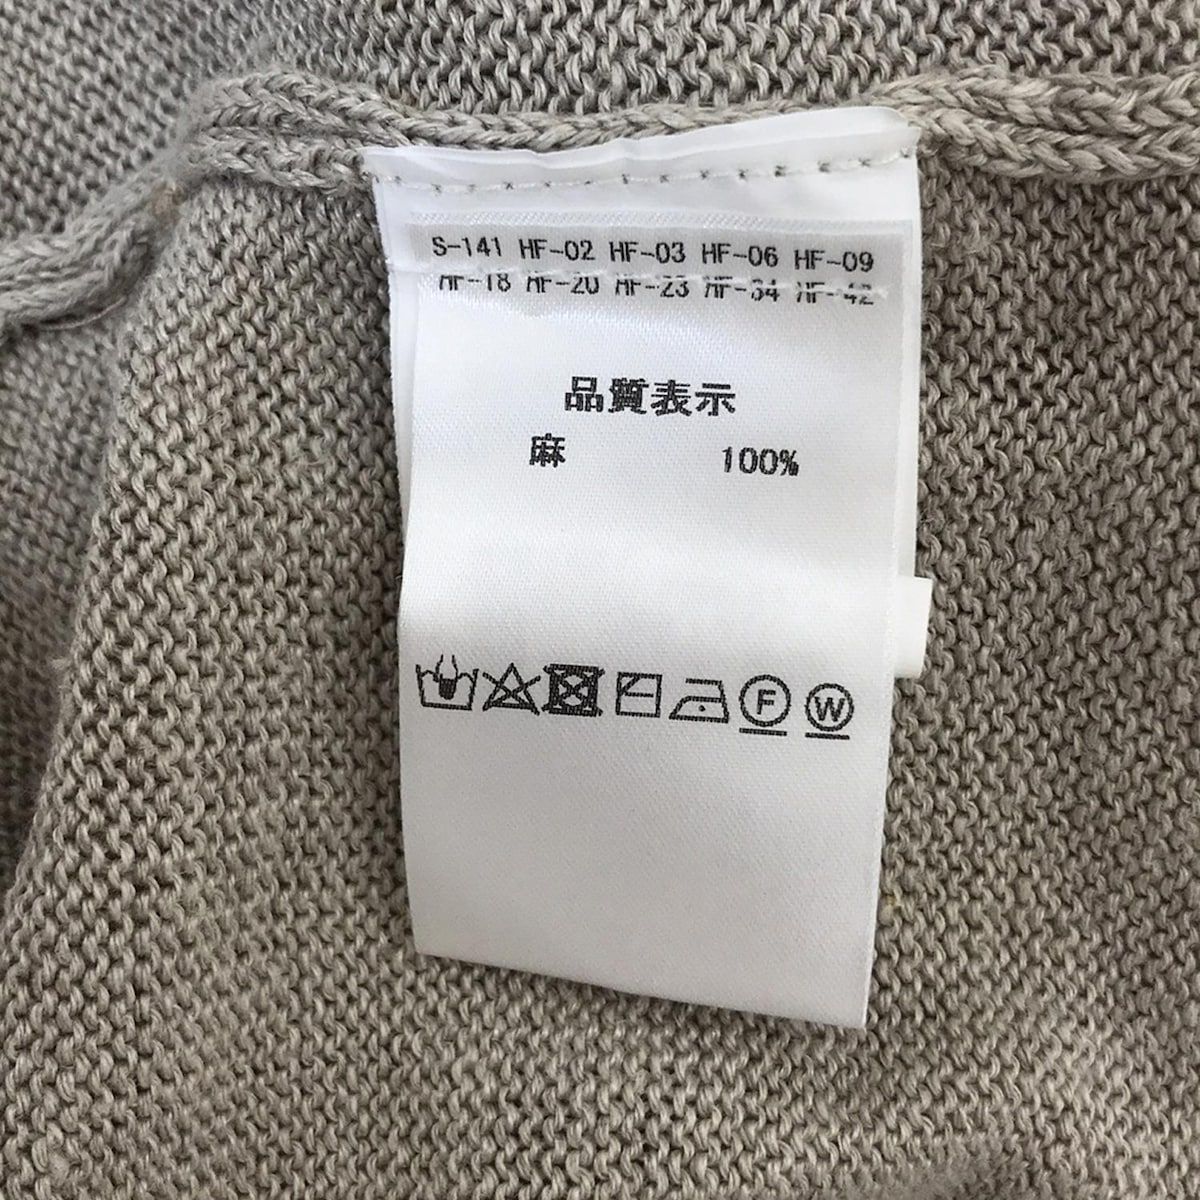 S-141 HF-02 HF-03 HF-06 HF-09
HF-18 HF-20 HF-23 HF-34 HF-42
品質表示
麻 100%
F W